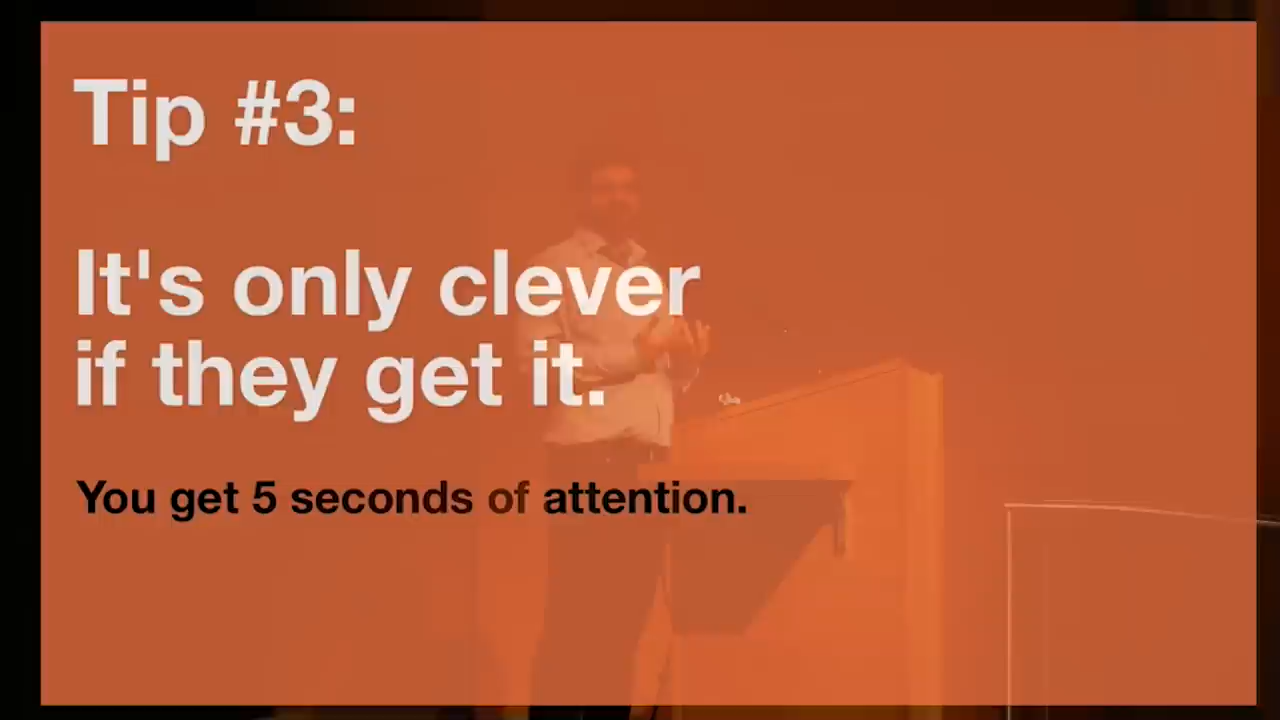 Tip #3:
It's only clever
if they get it.
You get 5 seconds of attention.